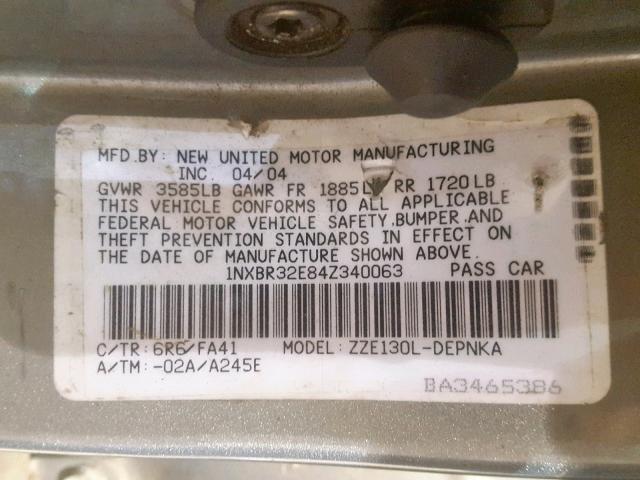 MFD.BY: NEW UNITED MOTOR MANUFACTURING
INC. 04/04
GVWR 3585LB GAWR FR 1885LB RR 1720LB
THIS VEHICLE CONFORMS TO ALL APPLICABLE
FEDERAL MOTOR VEHICLE SAFETY,BUMPER,AND
THEFT PREVENTION STANDARDS IN EFFECT ON
THE DATE OF MANUFACTURE SHOWN ABOVE.
1NXBR32E84Z340063 PASS CAR
C/TR: 6R6/FA41 MODEL: ZZE130L-DEPNKA
A/TM: -02A/A245E
BA3465386